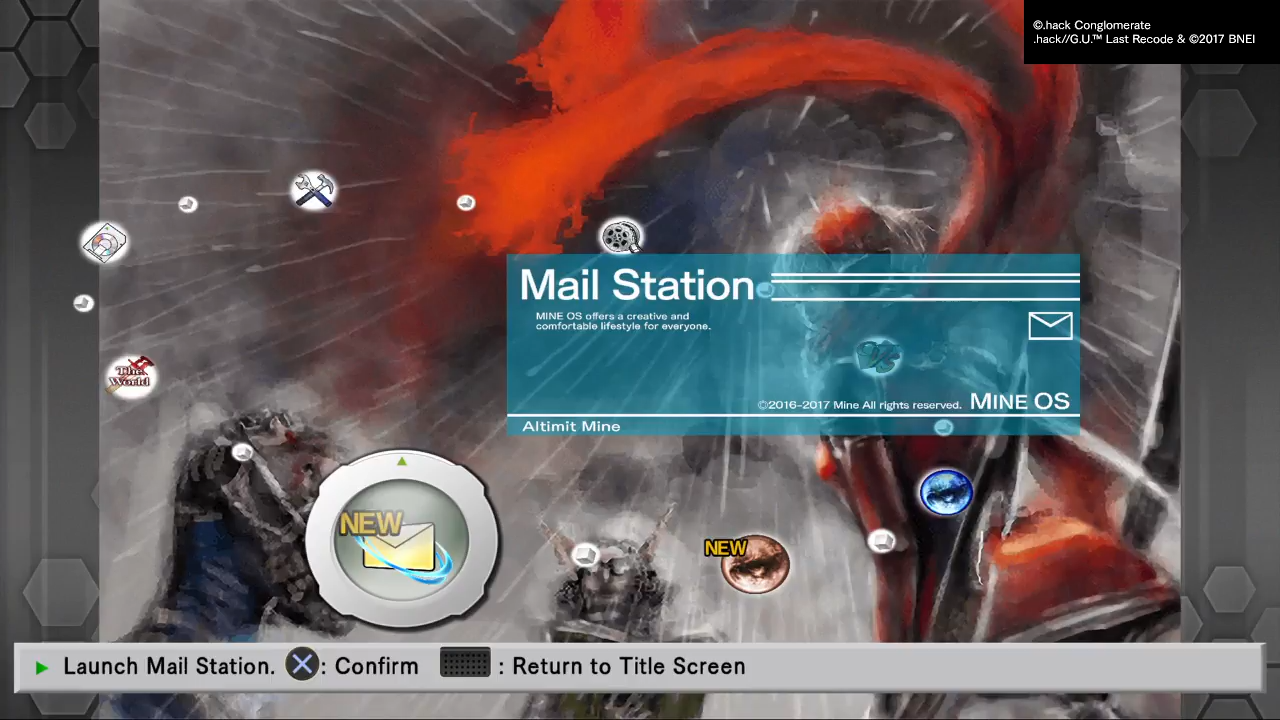 ©.hack Conglomerate
.hack//G.U.™ Last Recode & ©2017 BNEI
Mail Station
MINE OS offers a creative and
comfortable lifestyle for everyone.
The
World
©2016-2017 Mine All rights reserved. MINE OS
Altimit Mine
NEW
NEW
Launch Mail Station. : Confirm : Return to Title Screen